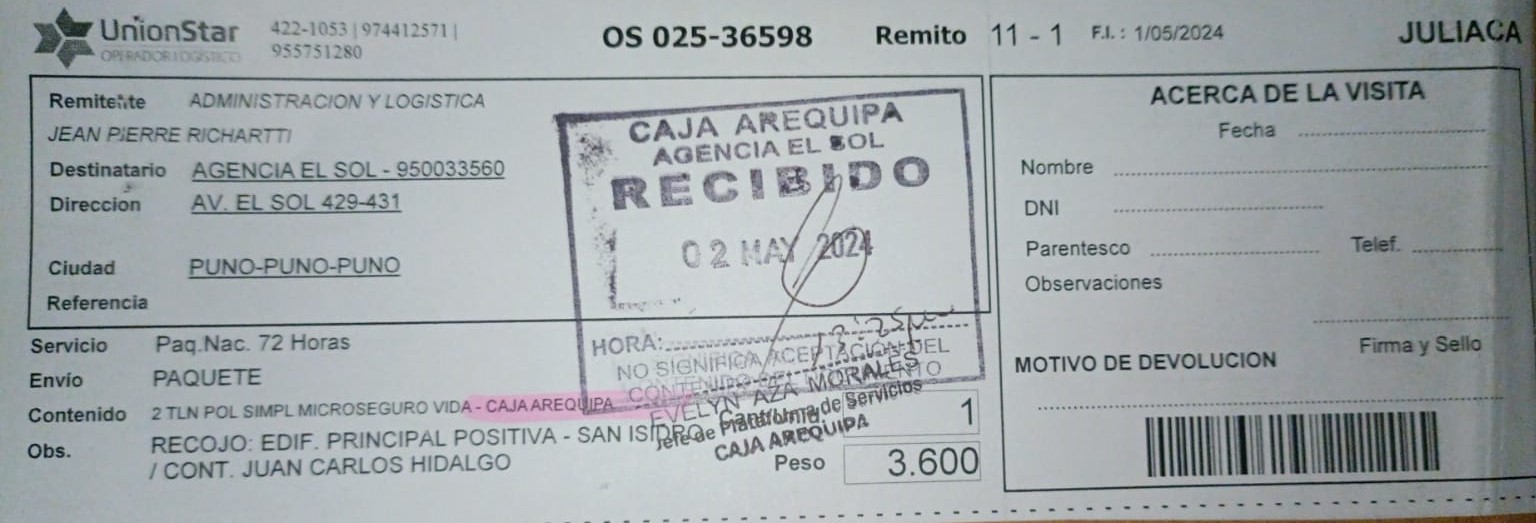 UnionStar
OPERADOR LOGISTICO
422-1053 | 974412571 |
955751280
OS 025-36598
Remito 11 - 1
F.I. : 1/05/2024
JULIACA
Remitente ADMINISTRACION Y LOGISTICA
JEAN PIERRE RICHARTTI
Destinatario AGENCIA EL SOL - 950033560
Direccion AV. EL SOL 429-431
Ciudad PUNO-PUNO-PUNO
Referencia
CAJA AREQUIPA
AGENCIA EL SOL
RECIBIDO
02 MAY 2024
HORA:
NO SIGNIFICA ACEPTACION DEL
CONTENIDO DEL
EVELYN AZA MORALES
Jefe de Plataforma de Servicios
CAJA AREQUIPA
Servicio Paq.Nac. 72 Horas
Envío PAQUETE
Contenido 2 TLN POL SIMPL MICROSEGURO VIDA - CAJA AREQUIPA
Obs. RECOJO: EDIF. PRINCIPAL POSITIVA - SAN ISIDRO
/ CONT. JUAN CARLOS HIDALGO
1
Peso 3.600
ACERCA DE LA VISITA
Fecha
Nombre
DNI
Parentesco Telef.
Observaciones
Firma y Sello
MOTIVO DE DEVOLUCION